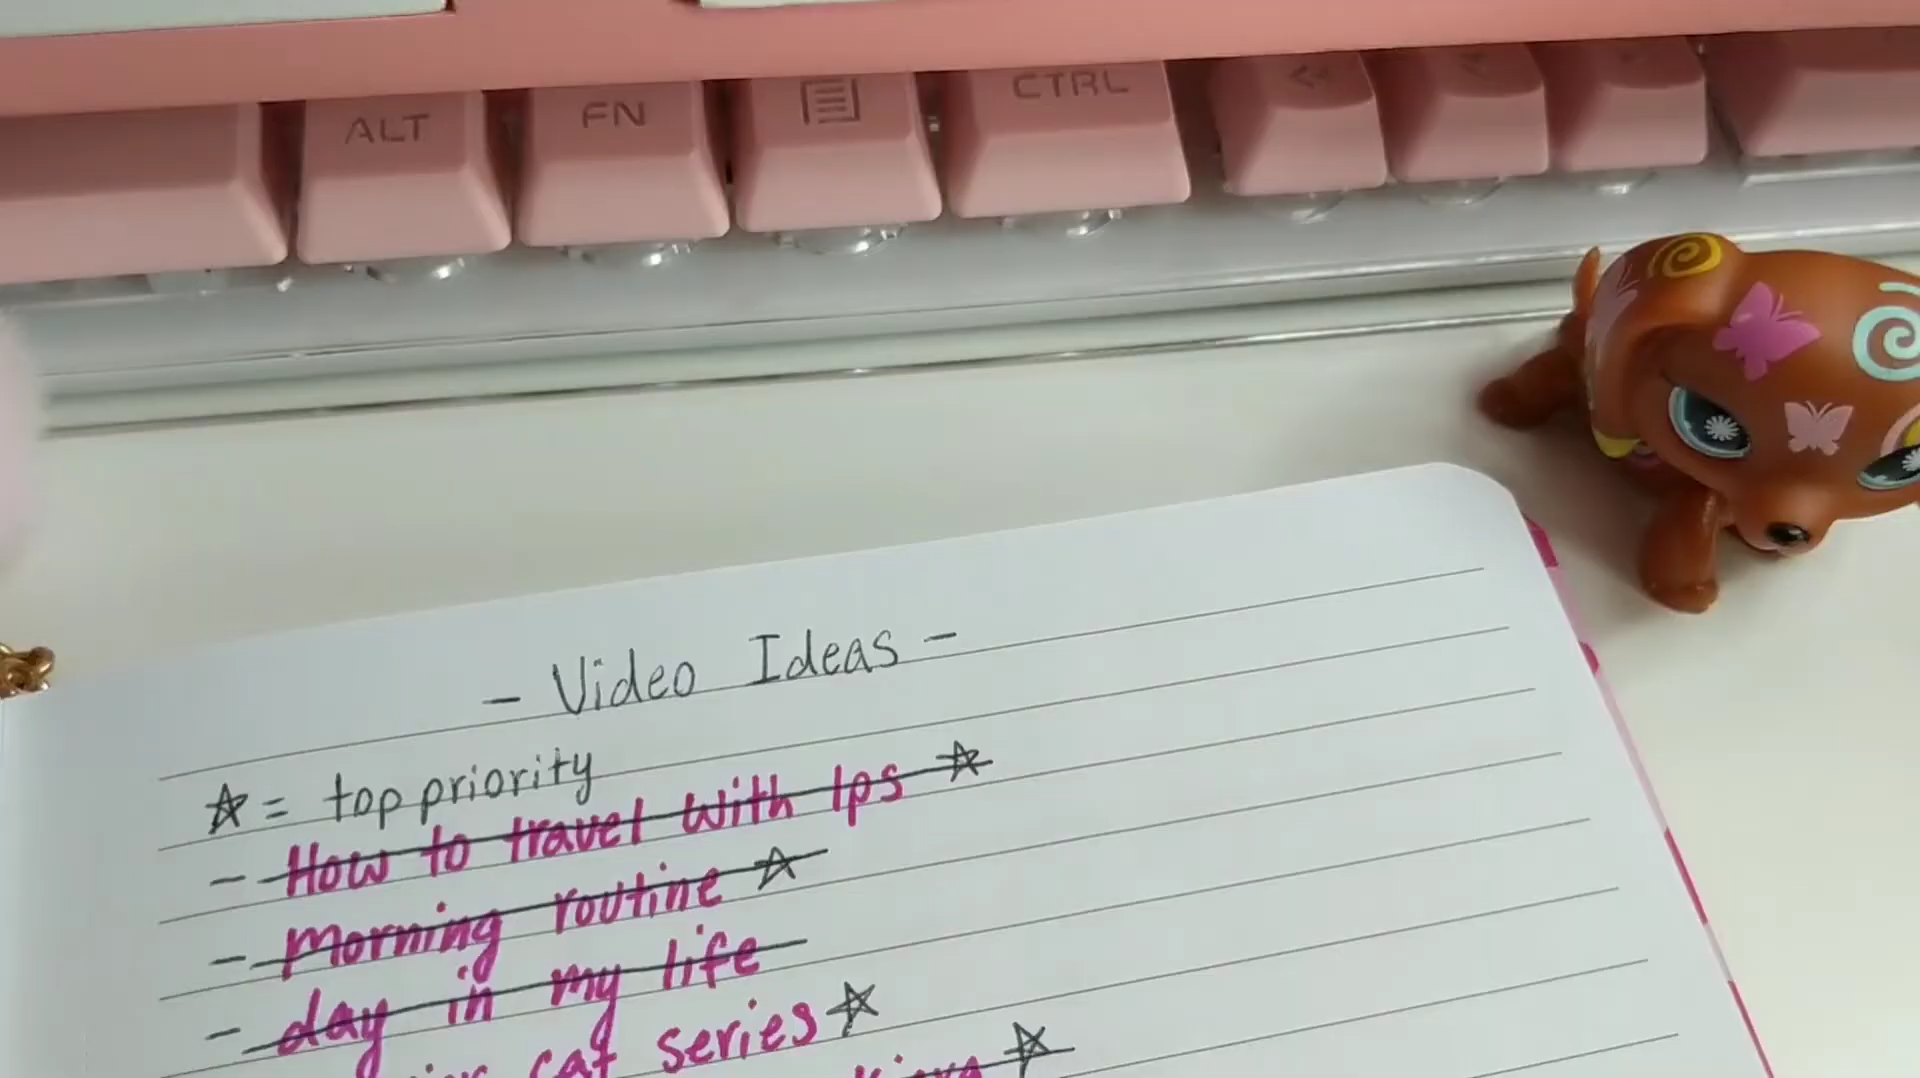 ALT FN CTRL
- Video Ideas -
☆ = top priority
- How to travel with lps ☆
- Morning routine ☆
- day in my life
cat series ☆
☆